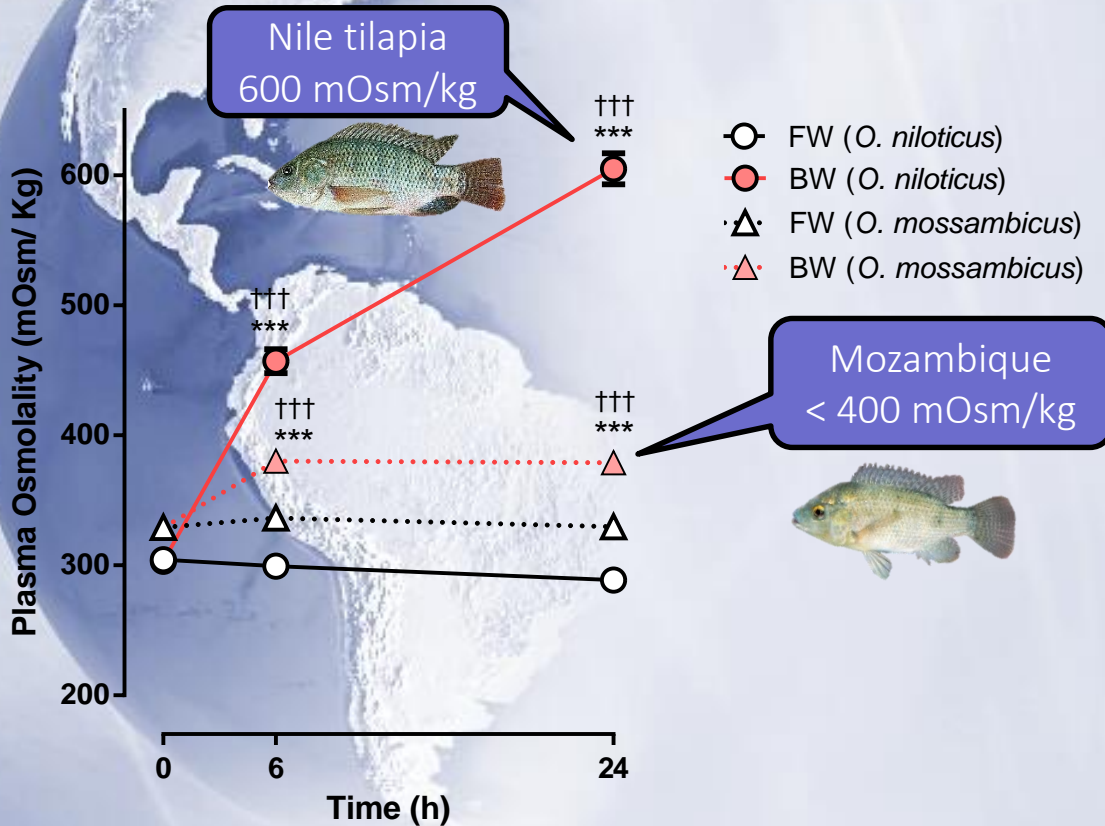 Nile tilapia
600 mOsm/kg
†††
***
FW (O. niloticus)
BW (O. niloticus)
FW (O. mossambicus)
BW (O. mossambicus)
Plasma Osmolality (mOsm/ Kg)
600
500
400
300
200
†††
***
†††
***
†††
***
Mozambique
< 400 mOsm/kg
0
6
24
Time (h)